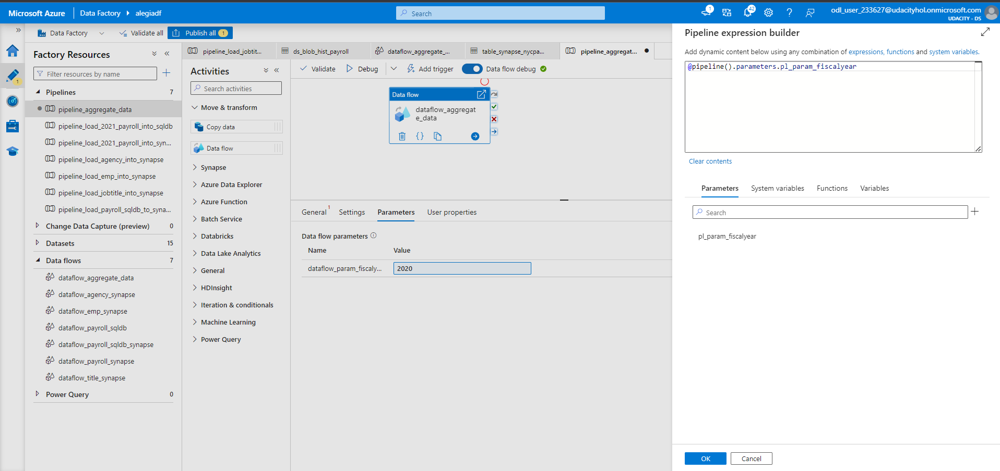 Microsoft Azure
Data Factory
alegiadf
Search
1
42
odl_user_233627@udacityhol.onmicrosoft.com
UDACITY - DS
Data Factory
Validate all
Publish all
1
Factory Resources
Filter resources by name
1
Pipelines
7
pipeline_aggregate_data
pipeline_load_2021_payroll_into_sqldb
pipeline_load_2021_payroll_into_syn...
pipeline_load_agency_into_synapse
pipeline_load_emp_into_synapse
pipeline_load_jobtitle_into_synapse
pipeline_load_payroll_sqldb_to_syna...
Change Data Capture (preview)
0
Datasets
15
Data flows
7
dataflow_aggregate_data
dataflow_agency_synapse
dataflow_emp_synapse
dataflow_payroll_sqldb
dataflow_payroll_sqldb_synapse
dataflow_payroll_synapse
dataflow_title_synapse
Power Query
0
pipeline_load_jobtit...
ds_blob_hist_payroll
dataflow_aggregate_...
table_synapse_nycpa...
pipeline_aggregat...
Activities
Search activities
Move & transform
Copy data
Data flow
Synapse
Azure Data Explorer
Azure Function
Batch Service
Databricks
Data Lake Analytics
General
HDInsight
Iteration & conditionals
Machine Learning
Power Query
Validate
Debug
Add trigger
Data flow debug
Data flow
dataflow_aggregat
e_data
{}
General
1
Settings
Parameters
User properties
Data flow parameters
Name
Value
dataflow_param_fiscaly...
2020
Pipeline expression builder
Add dynamic content below using any combination of expressions, functions and system variables.
@pipeline().parameters.pl_param_fiscalyear
Clear contents
Parameters
System variables
Functions
Variables
Search
pl_param_fiscalyear
OK
Cancel